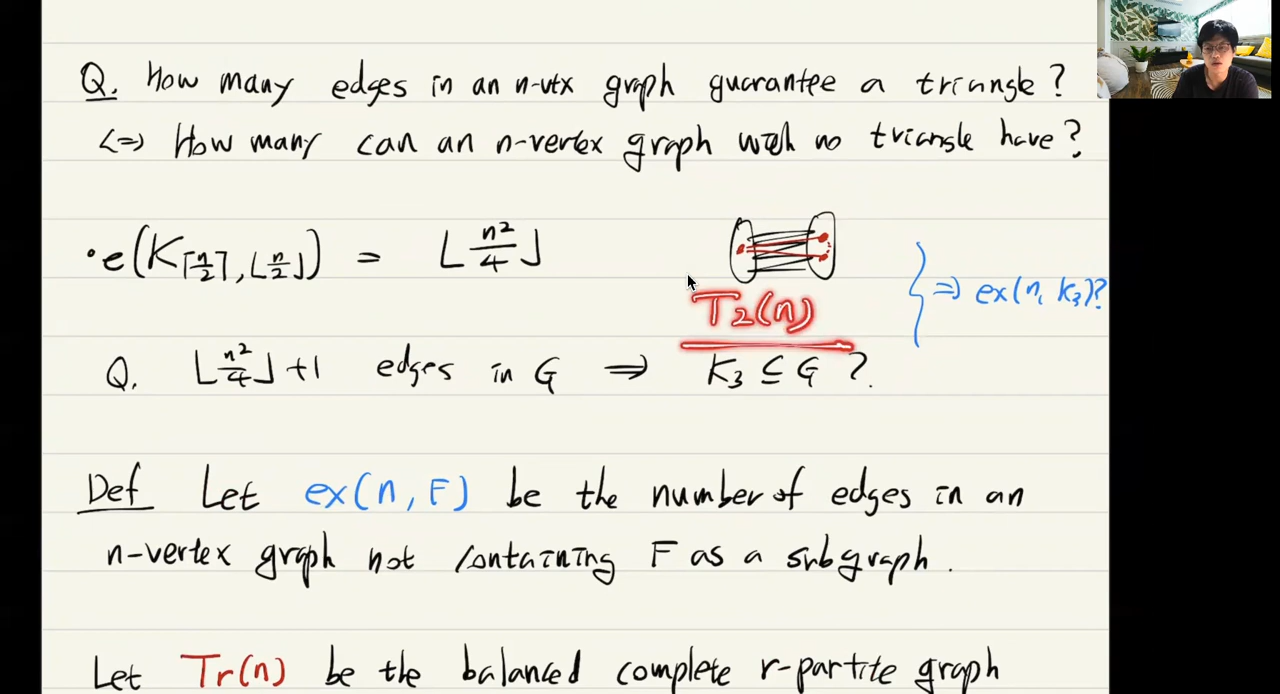 Q. How many edges in an n-vtx graph guarantee a triangle?
<=> How many can an n-vertex graph with no triangle have?
• e(K⌈n/2⌉,⌊n/2⌋) = ⌊n²/4⌋
T₂(n)
} => ex(n, K₃)?
Q. ⌊n²/4⌋+1 edges in G => K₃ ⊆ G ?
Def Let ex(n, F) be the number of edges in an
n-vertex graph not containing F as a subgraph.
Let Tr(n) be the balanced complete r-partite graph